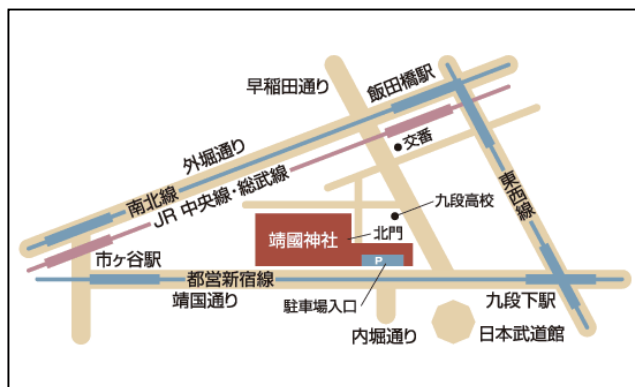 早稲田通り
飯田橋駅
外堀通り
交番
南北線
JR 中央線・総武線
東西線
九段高校
靖國神社
北門
P
市ヶ谷駅
都営新宿線
靖国通り
駐車場入口
九段下駅
内堀通り
日本武道館